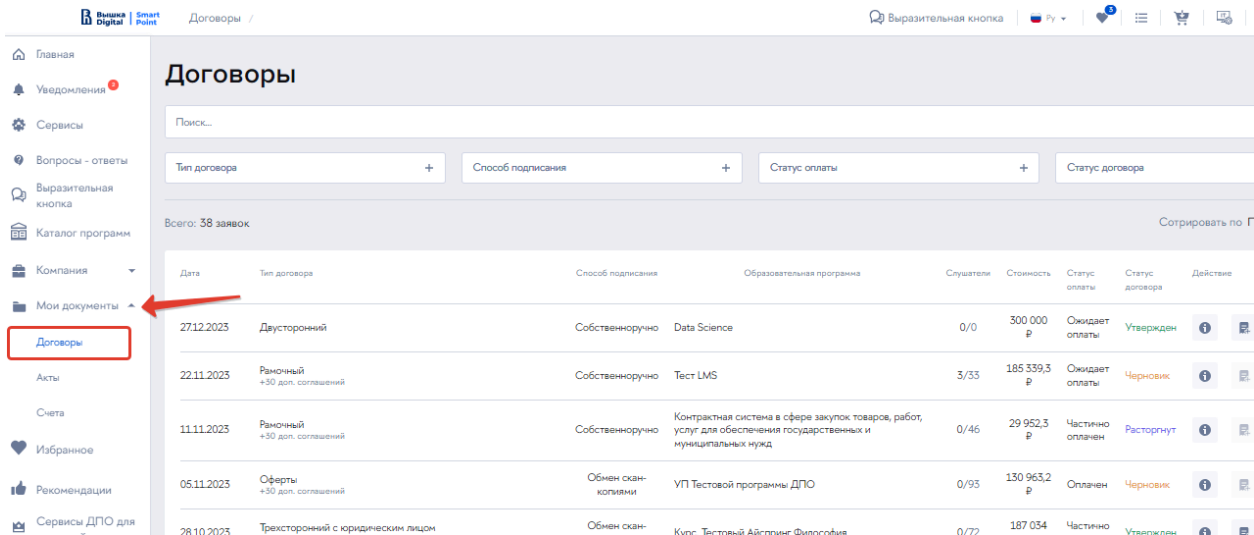 Вышка | Smart
Digital | Point
Договоры /
Выразительная кнопка
Ру
3
Главная
Уведомления 3
Сервисы
Вопросы - ответы
Выразительная
кнопка
Каталог программ
Компания
Мои документы
Договоры
Акты
Счета
Избранное
Рекомендации
Сервисы ДПО для
Договоры
Поиск...
Тип договора +
Способ подписания +
Статус оплаты +
Статус договора
Всего: 38 заявок
Сотрировать по П
Дата Тип договора Способ подписания Образовательная программа Слушатели Стоимость Статус оплаты Статус договора Действие
27.12.2023 Двусторонний Собственноручно Data Science 0/0 300 000 ₽ Ожидает оплаты Утвержден
22.11.2023 Рамочный +30 доп. соглашений Собственноручно Тест LMS 3/33 185 339,3 ₽ Ожидает оплаты Черновик
11.11.2023 Рамочный +30 доп. соглашений Собственноручно Контрактная система в сфере закупок товаров, работ, услуг для обеспечения государственных и муниципальных нужд 0/46 29 952,3 ₽ Частично оплачен Расторгнут
05.11.2023 Оферты +30 доп. соглашений Обмен скан-копиями УП Тестовой программы ДПО 0/93 130 963,2 ₽ Оплачен Черновик
28.10.2023 Трехсторонний с юридическим лицом Обмен скан- Курс. Тестовый Айспринг Философия 0/72 187 034 Частично Утвержден